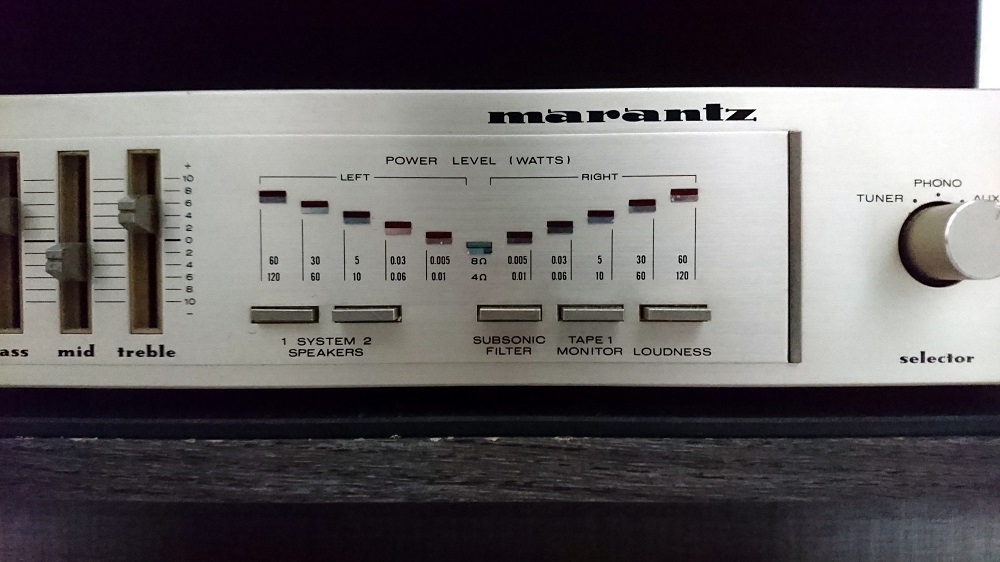 marantz
POWER LEVEL (WATTS)
LEFT RIGHT
+
10
8
6
4
2
0
2
4
6
8
10
−
60 30 5 0.03 0.005 8Ω 0.005 0.03 5 30 60
120 60 10 0.06 0.01 4Ω 0.01 0.06 10 60 120
1 SYSTEM 2
SPEAKERS
SUBSONIC
FILTER
TAPE 1
MONITOR
LOUDNESS
ass mid treble
PHONO
TUNER AUX
selector